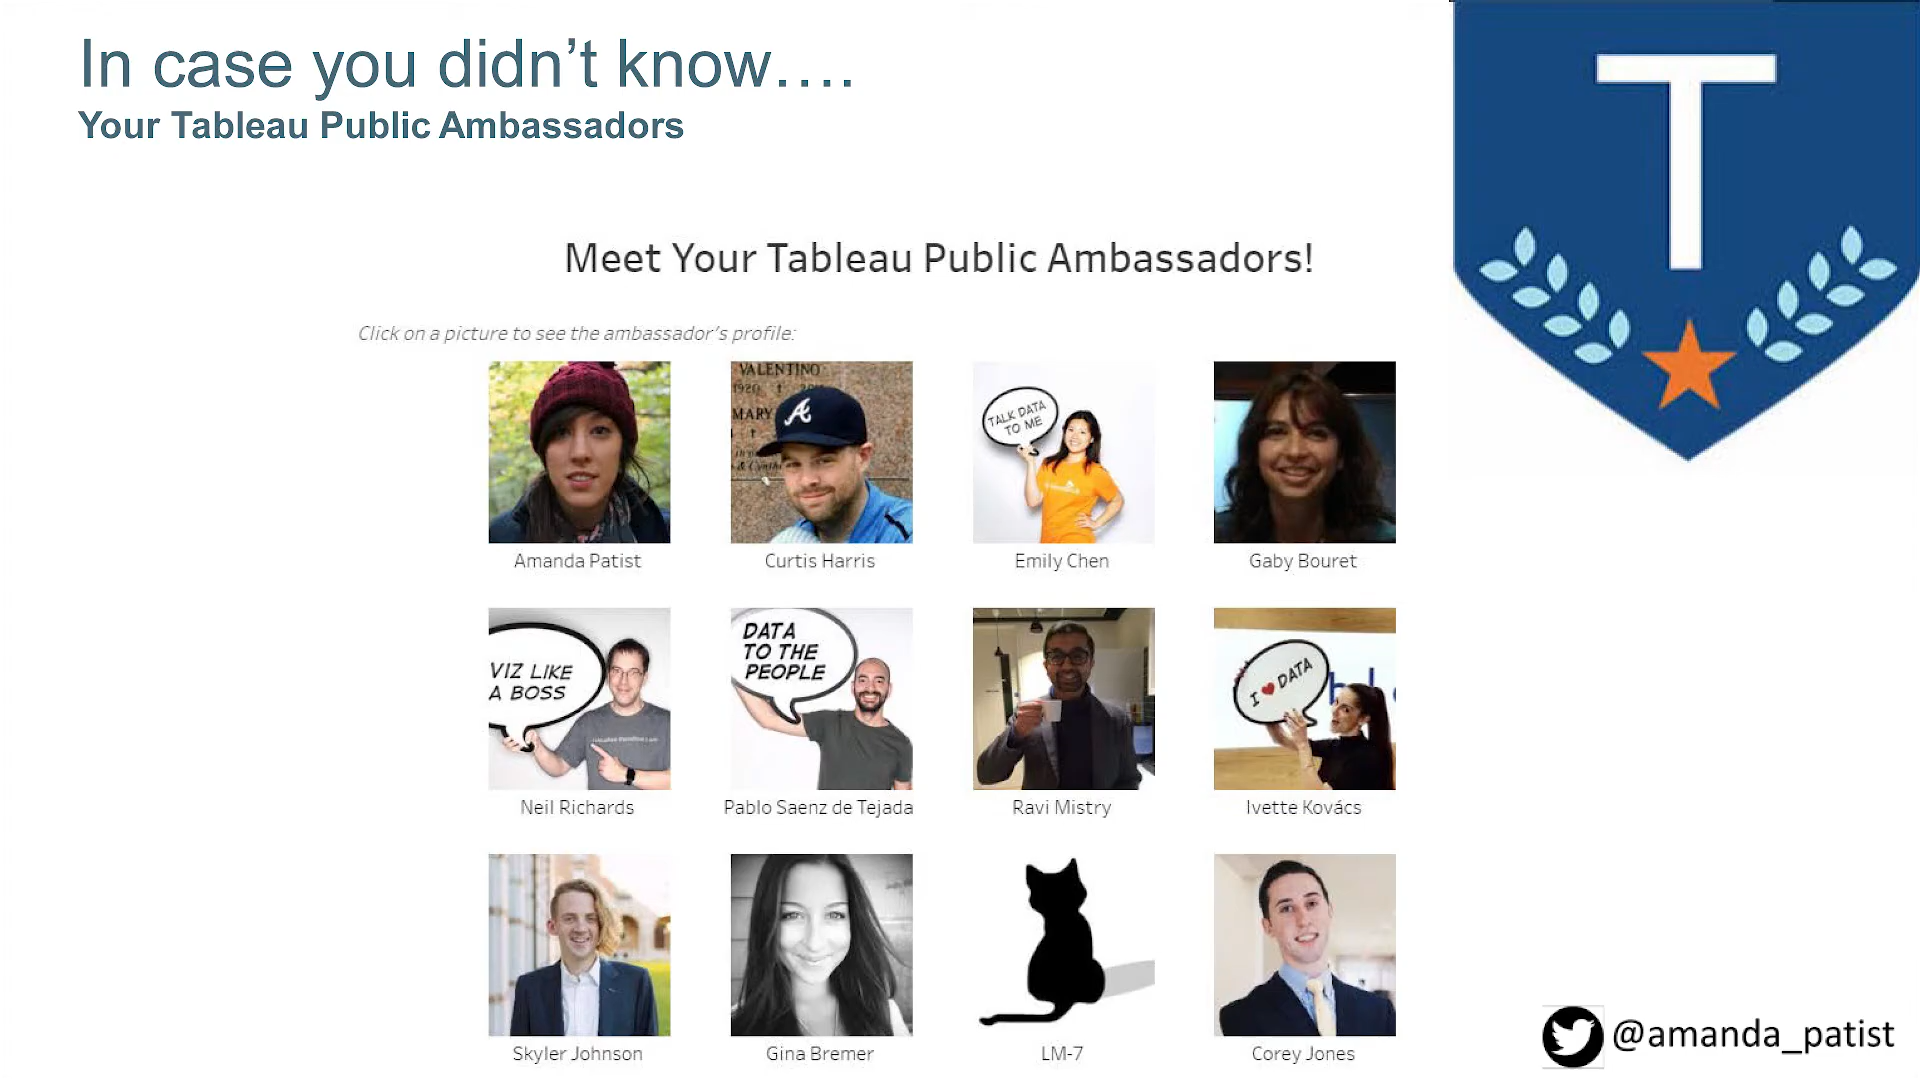 In case you didn't know….
Your Tableau Public Ambassadors
T
Meet Your Tableau Public Ambassadors!
Click on a picture to see the ambassador's profile:
VALENTINO
MARY
A
TALK DATA
TO ME
Amanda Patist
Curtis Harris
Emily Chen
Gaby Bouret
VIZ LIKE
A BOSS
DATA
TO THE
PEOPLE
I ❤ DATA
Neil Richards
Pablo Saenz de Tejada
Ravi Mistry
Ivette Kovács
Skyler Johnson
Gina Bremer
LM-7
Corey Jones
@amanda_patist